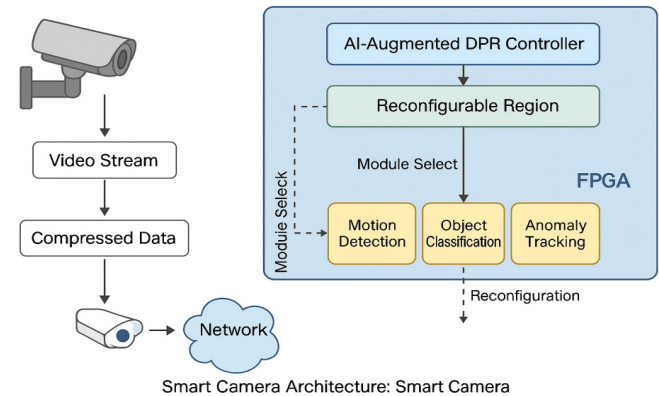 Video Stream
Compressed Data
Network
AI-Augmented DPR Controller
Reconfigurable Region
Module Select
Moduie Seleck
FPGA
Motion
Detection
Object
Classification
Anomaly
Tracking
Reconfiguration
Smart Camera Architecture: Smart Camera